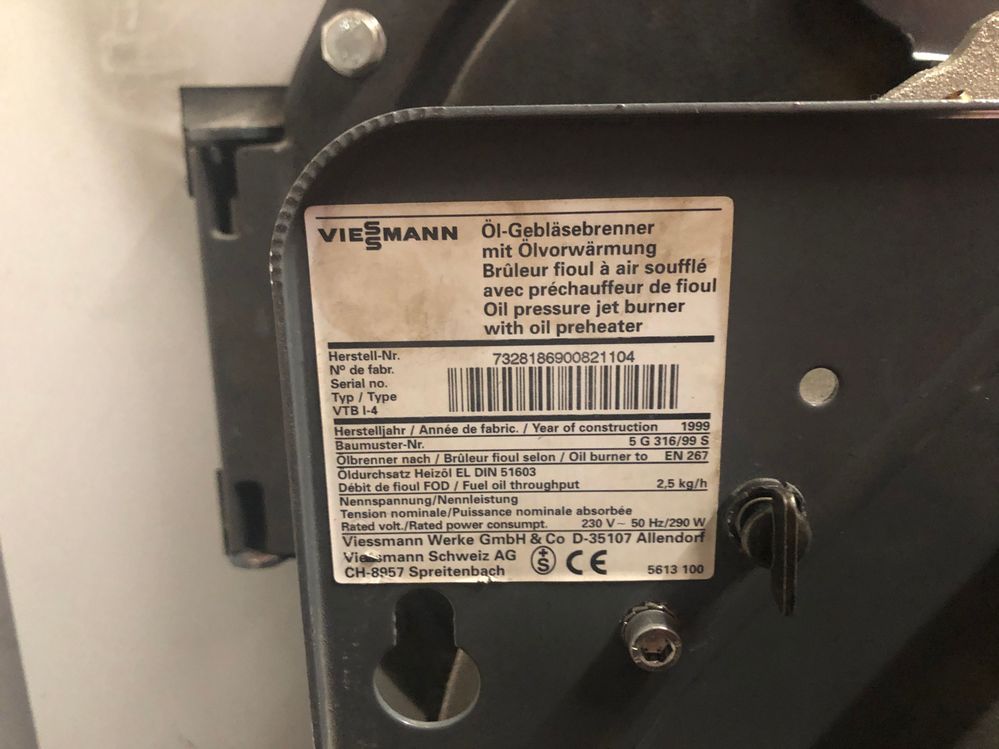 VIESSMANN
Öl-Gebläsebrenner
mit Ölvorwärmung
Brûleur fioul à air soufflé
avec préchauffeur de fioul
Oil pressure jet burner
with oil preheater
Herstell-Nr. 7328186900821104
Nº de fabr.
Serial no.
Typ / Type
VTB I-4
Herstelljahr / Année de fabric. / Year of construction 1999
Baumuster-Nr. 5 G 316/99 S
Ölbrenner nach / Brûleur fioul selon / Oil burner to EN 267
Öldurchsatz Heizöl EL DIN 51603
Débit de fioul FOD / Fuel oil throughput 2,5 kg/h
Nennspannung/Nennleistung
Tension nominale/Puissance nominale absorbée
Rated volt./Rated power consumpt. 230 V~ 50 Hz/290 W
Viessmann Werke GmbH & Co D-35107 Allendorf
Viessmann Schweiz AG
CH-8957 Spreitenbach +S CE 5613 100